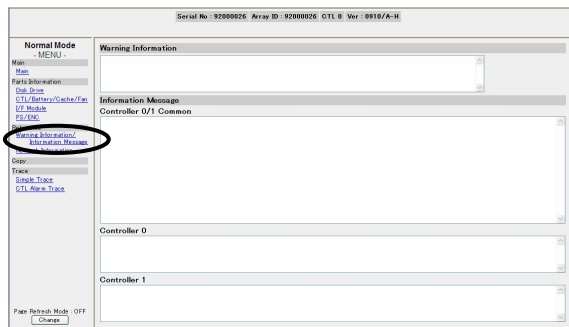 Serial No : 92000026 Array ID : 92000026 CTL 0 Ver : 0910/A-H
Normal Mode
- MENU -
Main
Main
Parts Information
Disk Drive
CTL/Battery/Cache/Fan
I/F Module
PS/ENC
Warning Information/
Information Message
Copy
Trace
Simple Trace
CTL Alarm Trace
Page Refresh Mode : OFF
Change
Warning Information
Information Message
Controller 0/1 Common
Controller 0
Controller 1